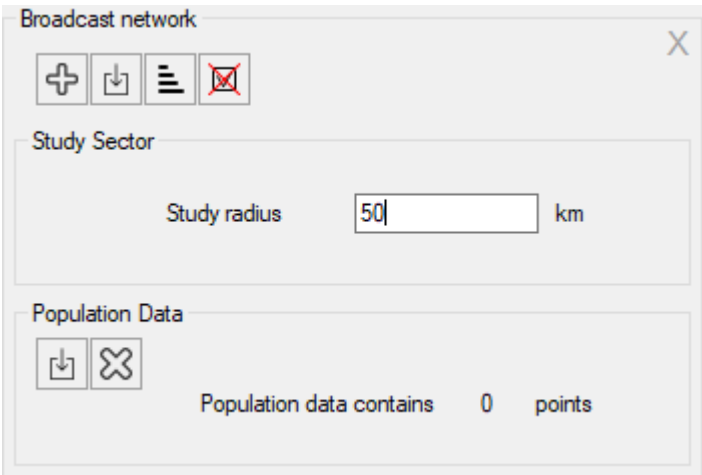 Broadcast network
X
Study Sector
Study radius 50 km
Population Data
Population data contains 0 points